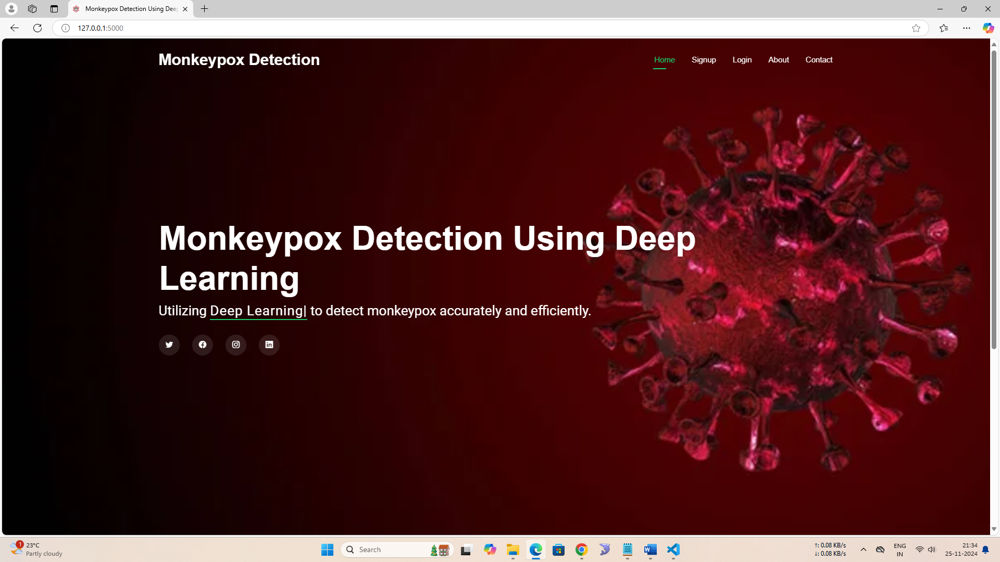 Monkeypox Detection Using Dee
127.0.0.1:5000
Monkeypox Detection
Home Signup Login About Contact
Monkeypox Detection Using Deep
Learning
Utilizing Deep Learning| to detect monkeypox accurately and efficiently.
1
23°C
Partly cloudy
Search
↑: 0.08 KB/s
↓: 0.08 KB/s
ENG
IN
21:34
25-11-2024